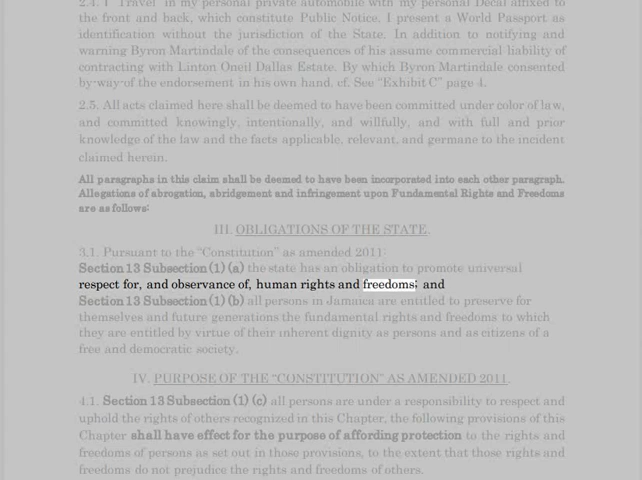 2.4. I "Travel" in my personal private automobile with my personal Decal affixed to
the front and back, which constitute Public Notice. I present a World Passport as
identification without the jurisdiction of the State. In addition to notifying and
warning Byron Martindale of the consequences of his assume commercial liability of
contracting with Linton Oneil Dallas Estate. By which Byron Martindale consented
by-way-of the endorsement in his own hand. cf. See "Exhibit C" page 4.
2.5. All acts claimed here shall be deemed to have been committed under color of law,
and committed knowingly, intentionally, and willfully, and with full and prior
knowledge of the law and the facts applicable, relevant, and germane to the incident
claimed herein.
All paragraphs in this claim shall be deemed to have been incorporated into each other paragraph.
Allegations of abrogation, abridgement and infringement upon Fundamental Rights and Freedoms
are as follows:
III. OBLIGATIONS OF THE STATE.
3.1. Pursuant to the "Constitution" as amended 2011:
Section 13 Subsection (1) (a) the state has an obligation to promote universal
respect for, and observance of, human rights and freedoms; and
Section 13 Subsection (1) (b) all persons in Jamaica are entitled to preserve for
themselves and future generations the fundamental rights and freedoms to which
they are entitled by virtue of their inherent dignity as persons and as citizens of a
free and democratic society.
IV. PURPOSE OF THE "CONSTITUTION" AS AMENDED 2011.
4.1. Section 13 Subsection (1) (c) all persons are under a responsibility to respect and
uphold the rights of others recognized in this Chapter, the following provisions of this
Chapter shall have effect for the purpose of affording protection to the rights and
freedoms of persons as set out in those provisions, to the extent that those rights and
freedoms do not prejudice the rights and freedoms of others.